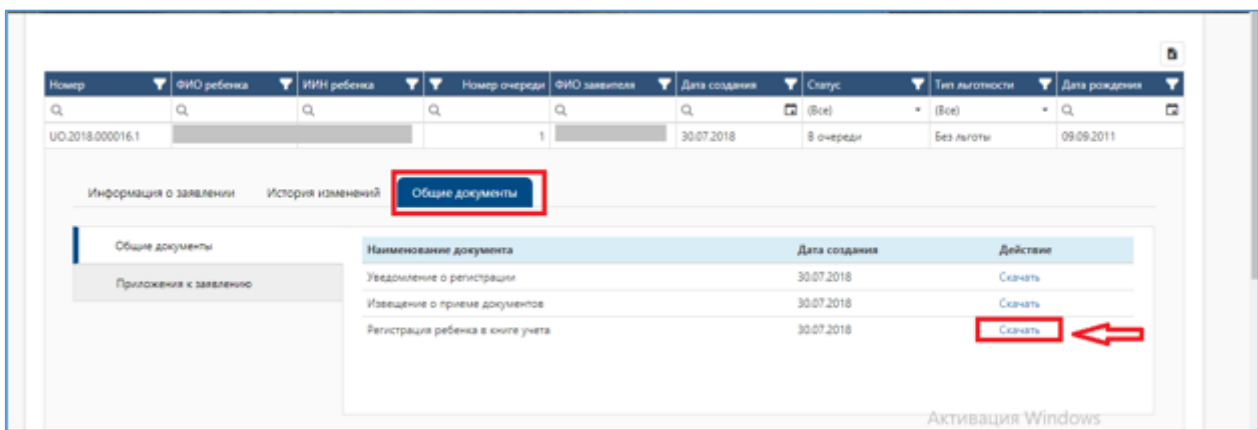 Номер ФИО ребенка ИИН ребенка Номер очереди ФИО заявителя Дата создания Статус Тип льготности Дата рождения
(Все) (Все)
UO.2018.000016.1 1 30.07.2018 В очереди Без льготы 09.09.2011
Информация о заявлении История изменений Общие документы
Общие документы Наименование документа Дата создания Действие
Уведомление о регистрации 30.07.2018 Скачать
Приложения к заявлению
Извещение о приеме документов 30.07.2018 Скачать
Регистрация ребенка в книге учета 30.07.2018 Скачать
Активация Windows